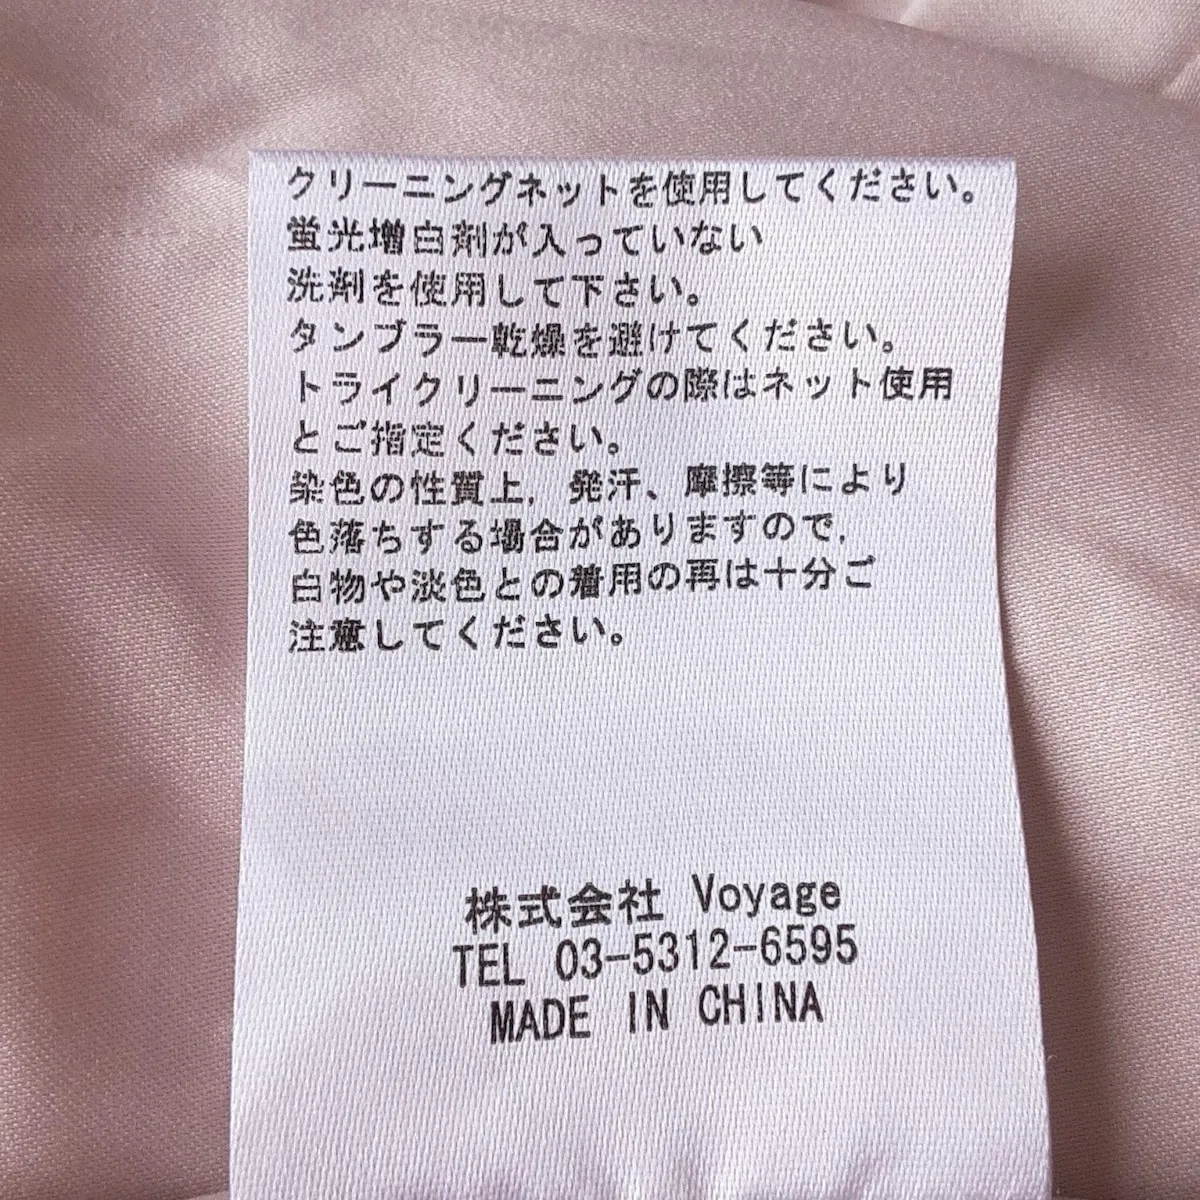 クリーニングネットを使用してください。
蛍光増白剤が入っていない
洗剤を使用して下さい。
タンブラー乾燥を避けてください。
トライクリーニングの際はネット使用
とご指定ください。
染色の性質上, 発汗、摩擦等により
色落ちする場合がありますので,
白物や淡色との着用の再は十分ご
注意してください。
株式会社 Voyage
TEL 03-5312-6595
MADE IN CHINA